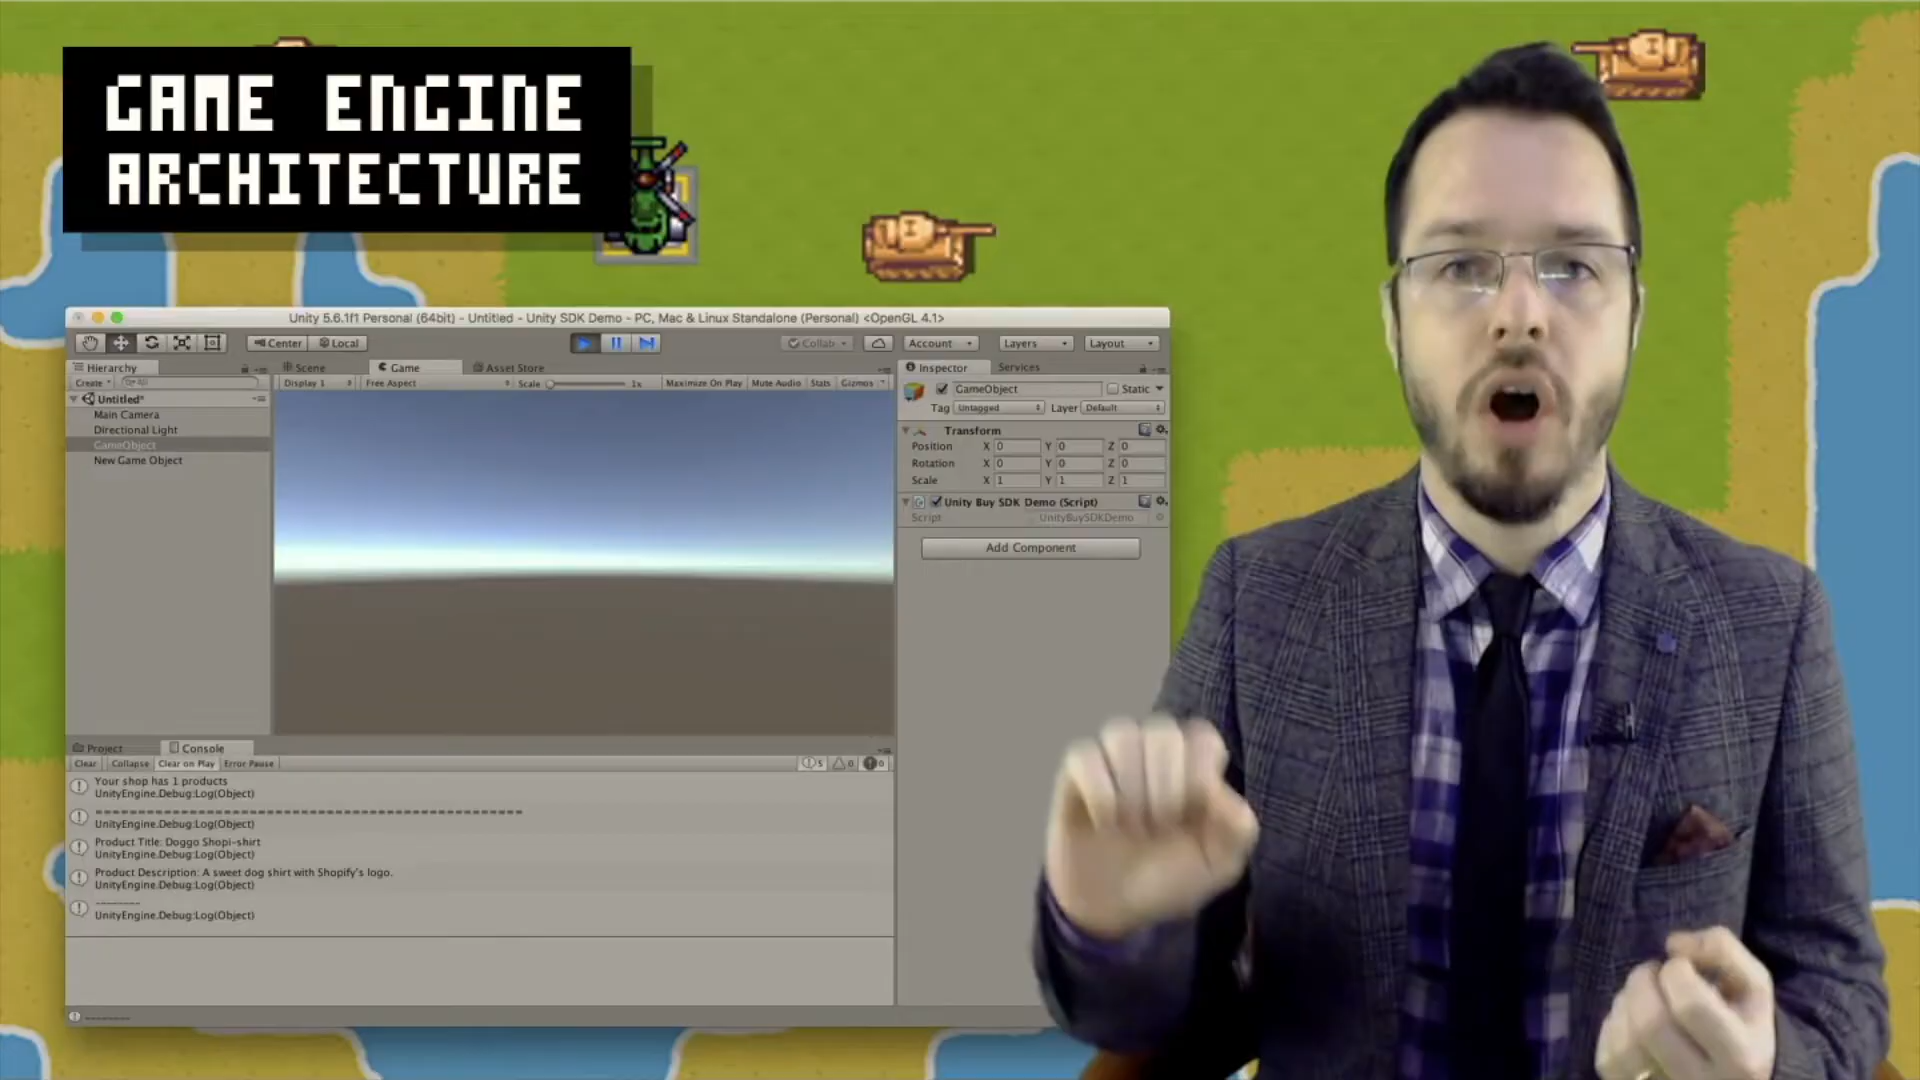 GAME ENGINE
ARCHITECTURE
Unity 5.6.1f1 Personal (64bit) - Untitled - Unity SDK Demo - PC, Mac & Linux Standalone (Personal) <OpenGL 4.1>
Center Local Collab Account Layers Layout
Hierarchy
Create All
Untitled*
Main Camera
Directional Light
GameObject
New Game Object
Scene Game Asset Store
Display 1 Free Aspect Scale 1x Maximize On Play Mute Audio Stats Gizmos
Inspector Services
GameObject Static
Tag Untagged Layer Default
Transform
Position X 0 Y 0 Z 0
Rotation X 0 Y 0 Z 0
Scale X 1 Y 1 Z 1
Unity Buy SDK Demo (Script)
Script UnityBuySDKDemo
Add Component
Project Console
Clear Collapse Clear on Play Error Pause 5 0 0
Your shop has 1 products
UnityEngine.Debug:Log(Object)
UnityEngine.Debug:Log(Object)
Product Title: Doggo Shopi-shirt
UnityEngine.Debug:Log(Object)
Product Description: A sweet dog shirt with Shopify's logo.
UnityEngine.Debug:Log(Object)
--------
UnityEngine.Debug:Log(Object)